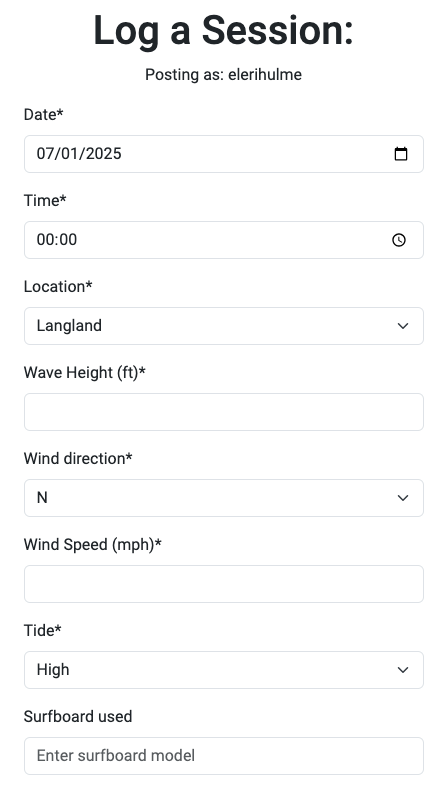 Log a Session:
Posting as: elerihulme
Date*
07/01/2025
Time*
00:00
Location*
Langland
Wave Height (ft)*
Wind direction*
N
Wind Speed (mph)*
Tide*
High
Surfboard used
Enter surfboard model